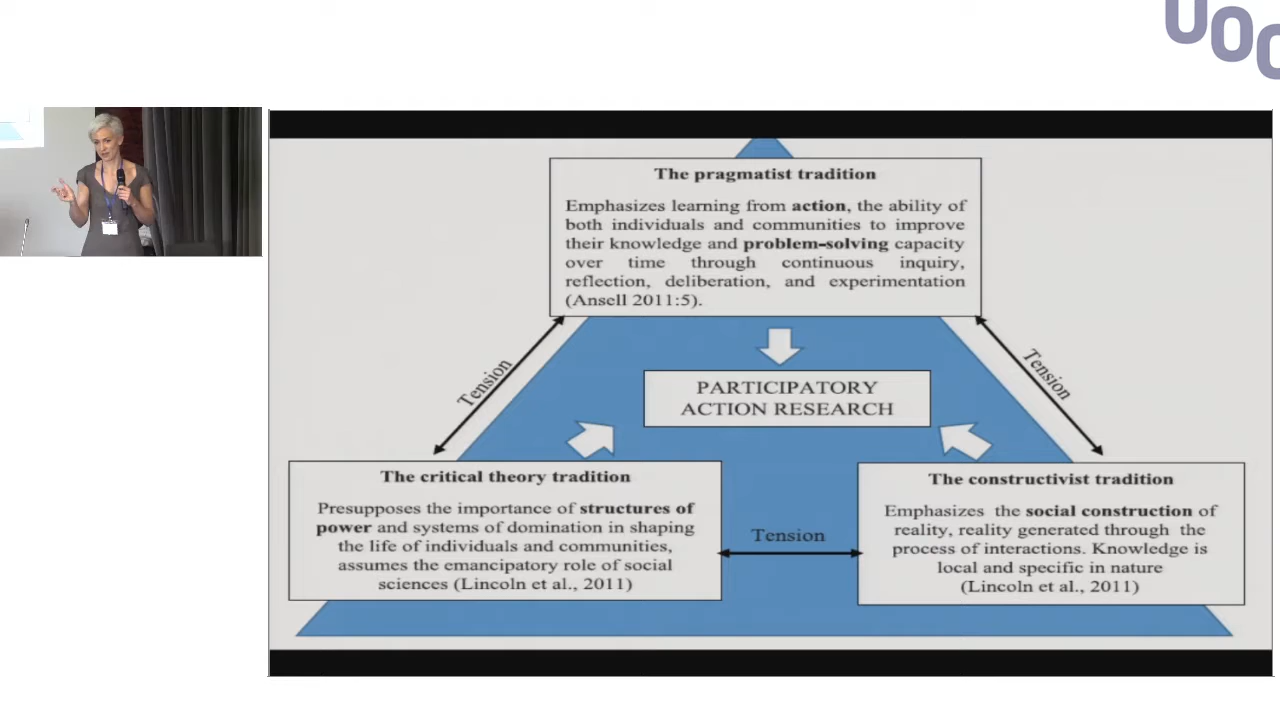 UOC
The pragmatist tradition
Emphasizes learning from action, the ability of
both individuals and communities to improve
their knowledge and problem-solving capacity
over time through continuous inquiry,
reflection, deliberation, and experimentation
(Ansell 2011:5).
Tension
Tension
PARTICIPATORY
ACTION RESEARCH
The critical theory tradition
Presupposes the importance of structures of
power and systems of domination in shaping
the life of individuals and communities,
assumes the emancipatory role of social
sciences (Lincoln et al., 2011)
Tension
The constructivist tradition
Emphasizes the social construction of
reality, reality generated through the
process of interactions. Knowledge is
local and specific in nature
(Lincoln et al., 2011)